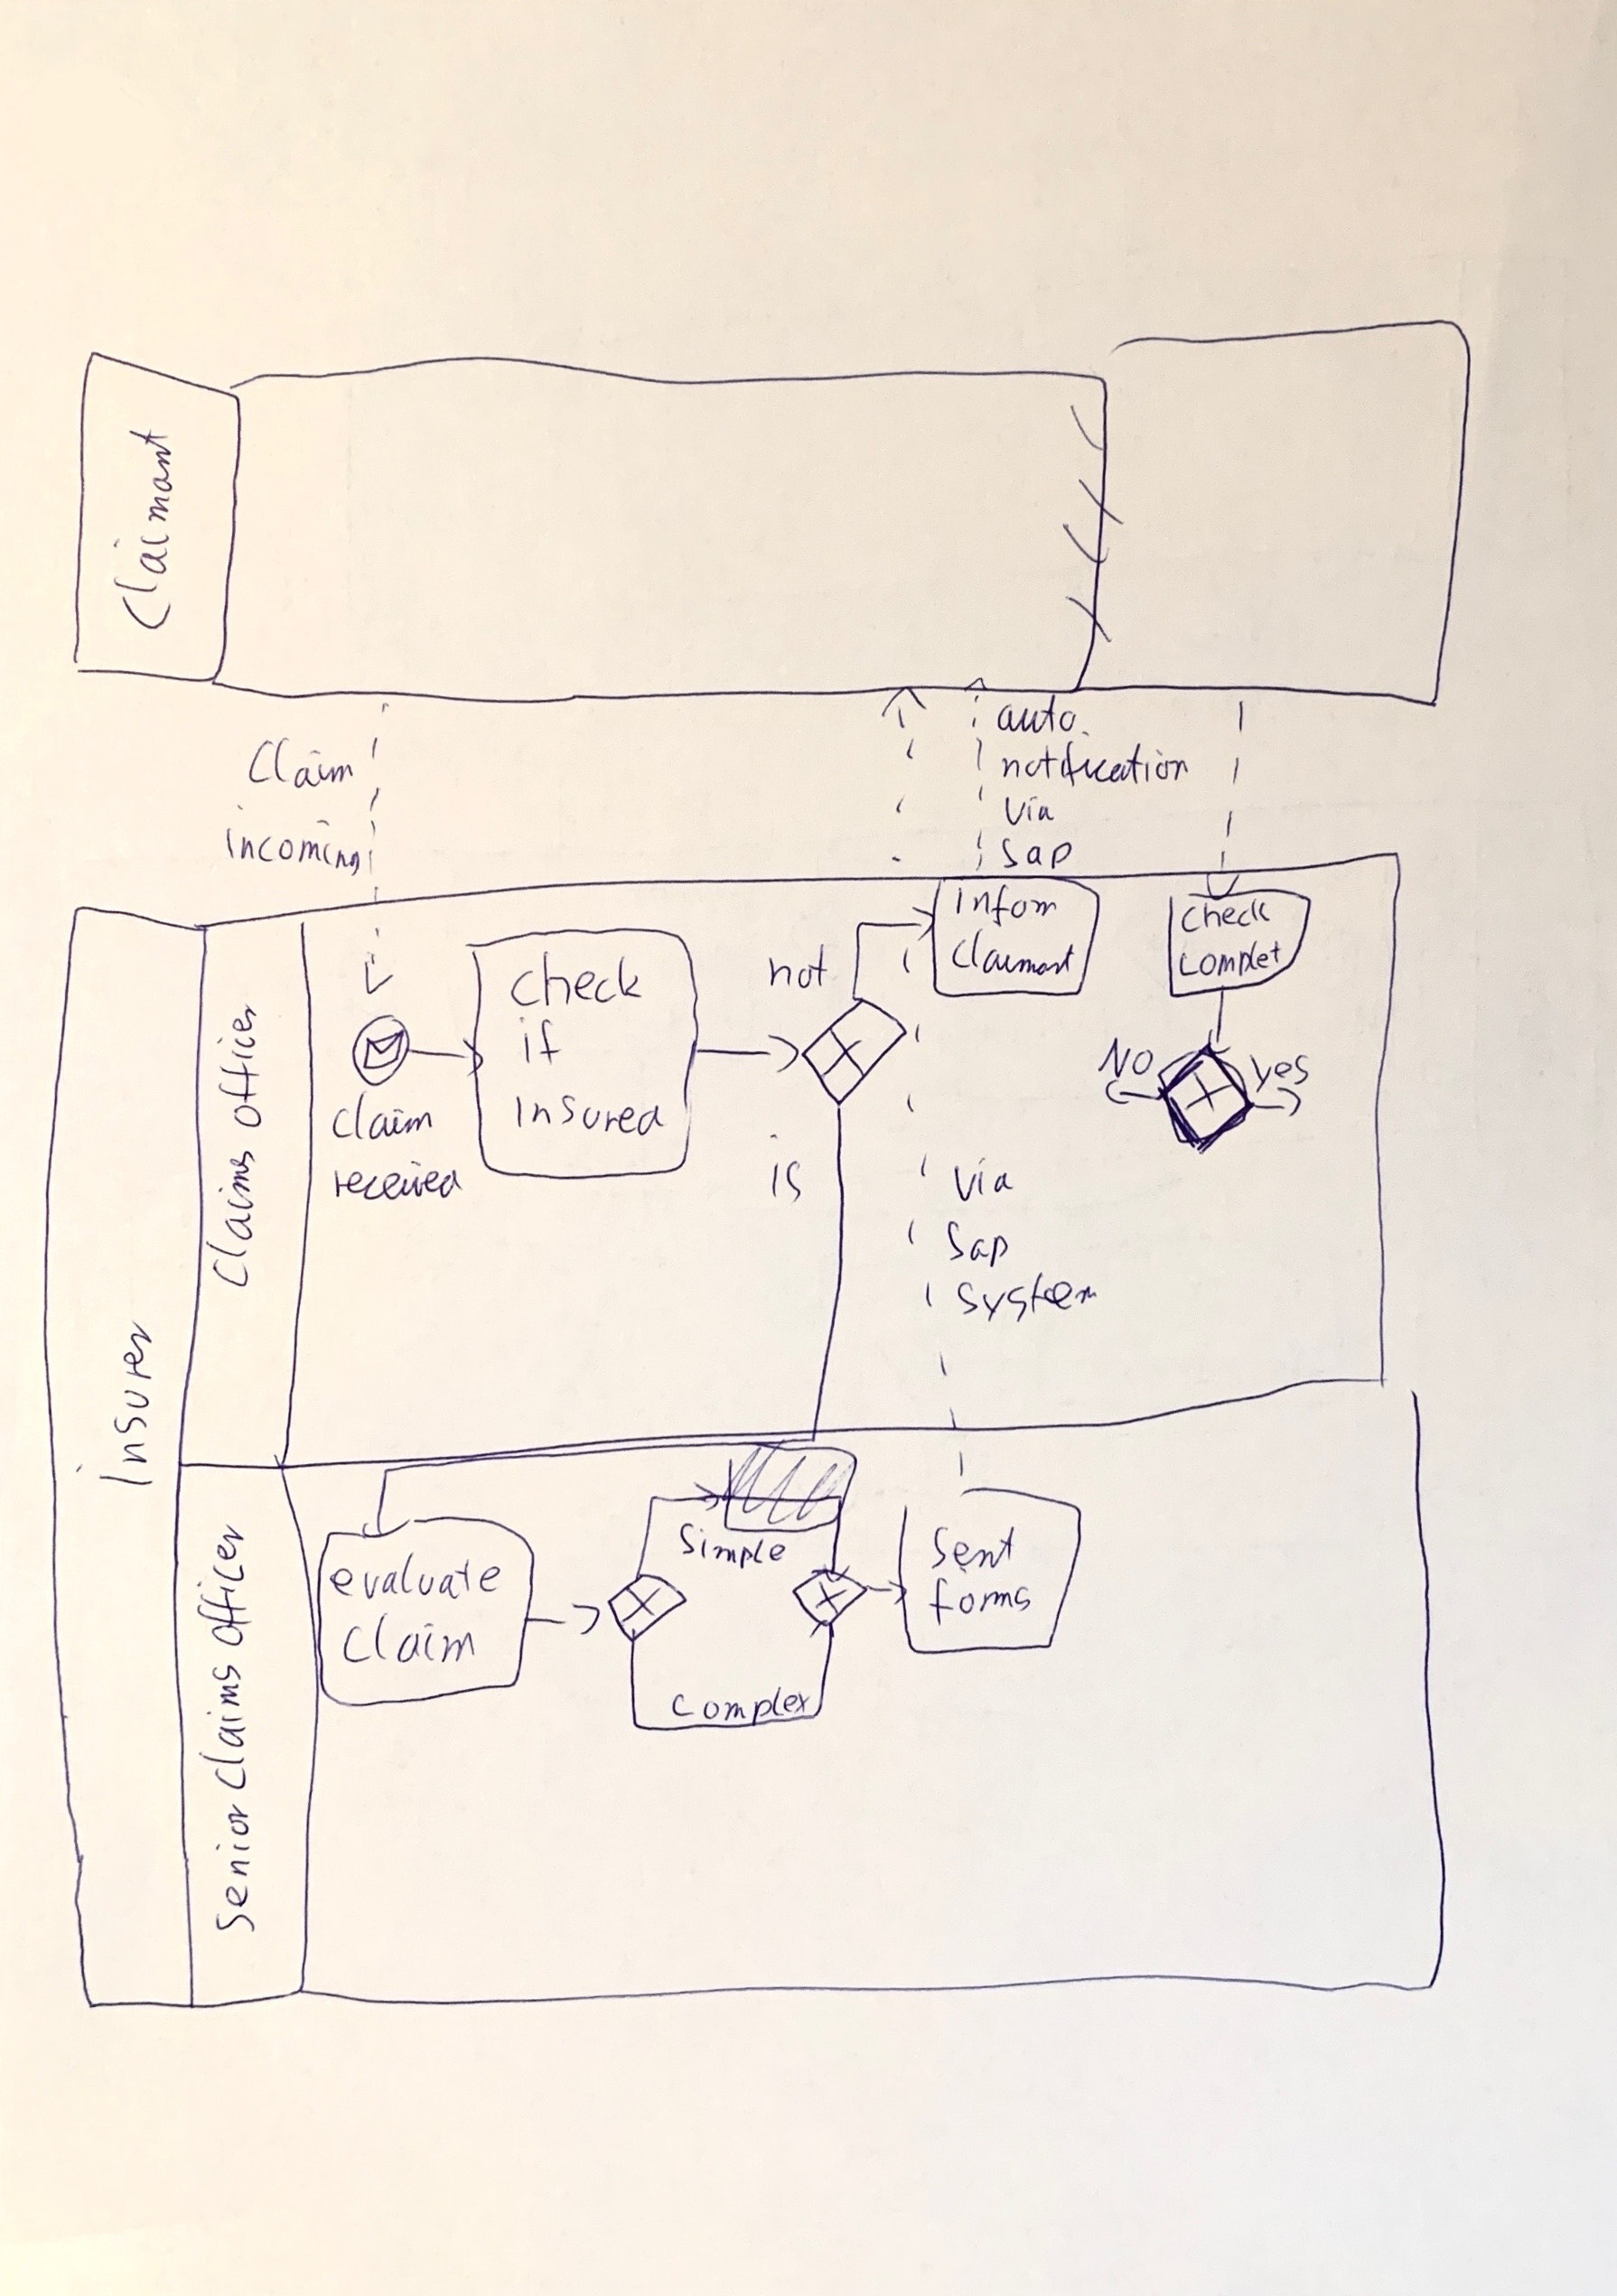 Claimant
Claim
incoming
auto.
notification
via
sap
Insurer
Claims officer
claim
received
check
if
insured
not
is
Infom
Claimant
check
complet
NO
yes
via
Sap
System
Senior Claims Officer
evaluate
claim
Simple
Complex
Sent
forms